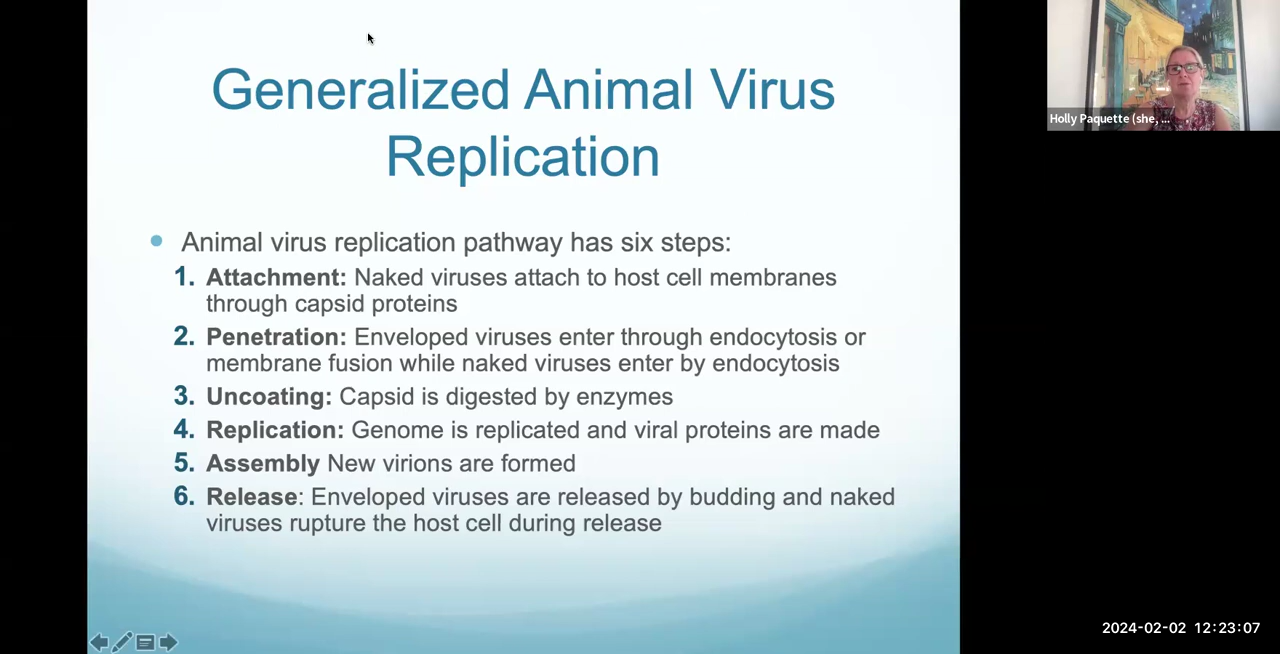 Generalized Animal Virus
Replication
Animal virus replication pathway has six steps:
1. Attachment: Naked viruses attach to host cell membranes
through capsid proteins
2. Penetration: Enveloped viruses enter through endocytosis or
membrane fusion while naked viruses enter by endocytosis
3. Uncoating: Capsid is digested by enzymes
4. Replication: Genome is replicated and viral proteins are made
5. Assembly New virions are formed
6. Release: Enveloped viruses are released by budding and naked
viruses rupture the host cell during release
Holly Paquette (she, ...
2024-02-02 12:23:07